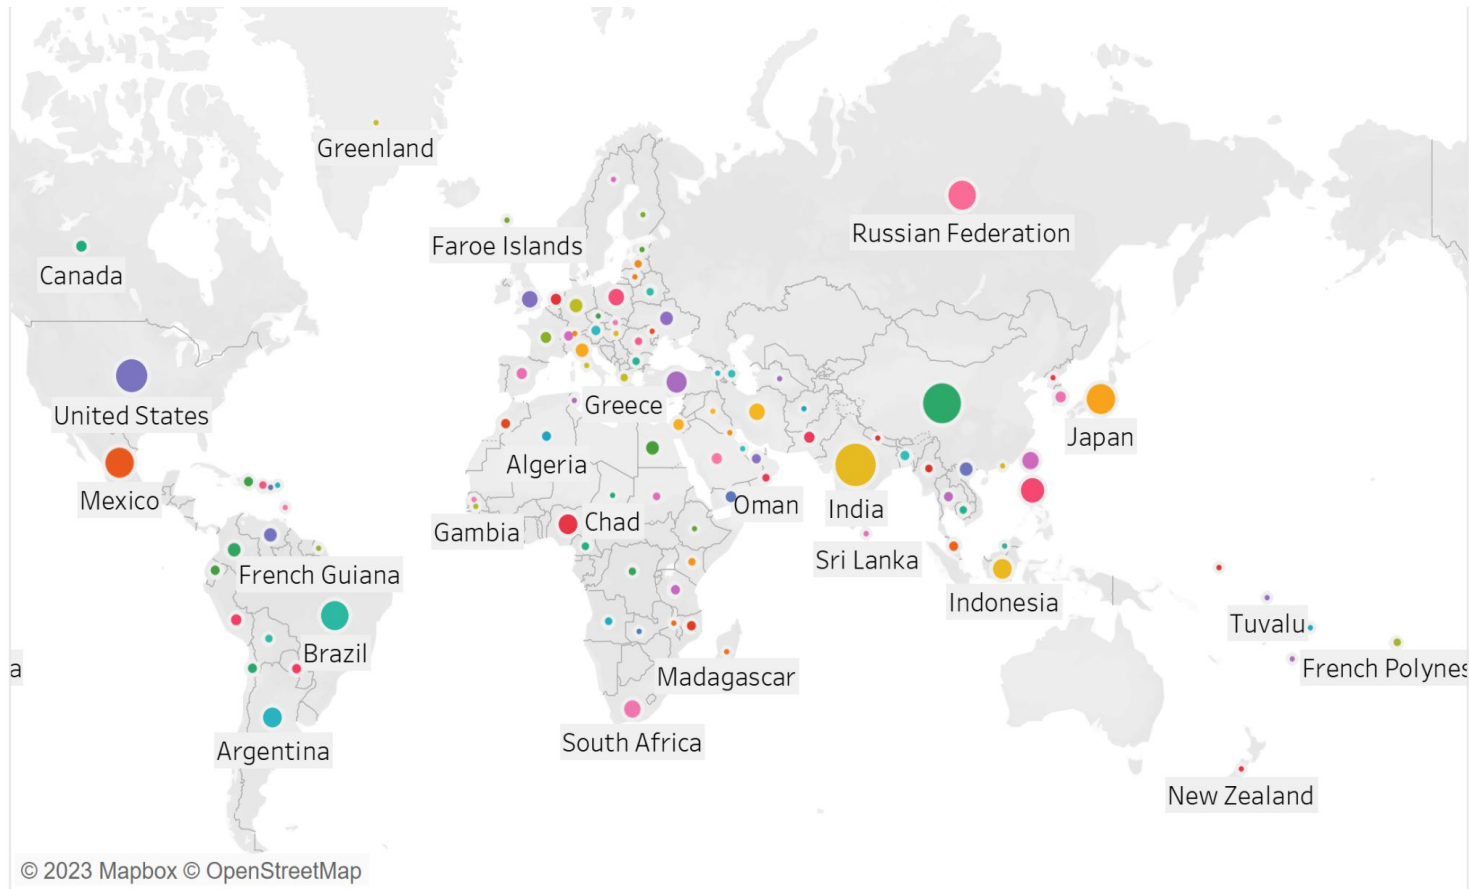 Greenland
Russian Federation
Faroe Islands
Canada
United States
Greece
Japan
Algeria
Mexico
Oman
India
Gambia
Chad
Sri Lanka
French Guiana
Indonesia
Tuvalu
Brazil
a
Madagascar
French Polynes
South Africa
Argentina
New Zealand
© 2023 Mapbox © OpenStreetMap